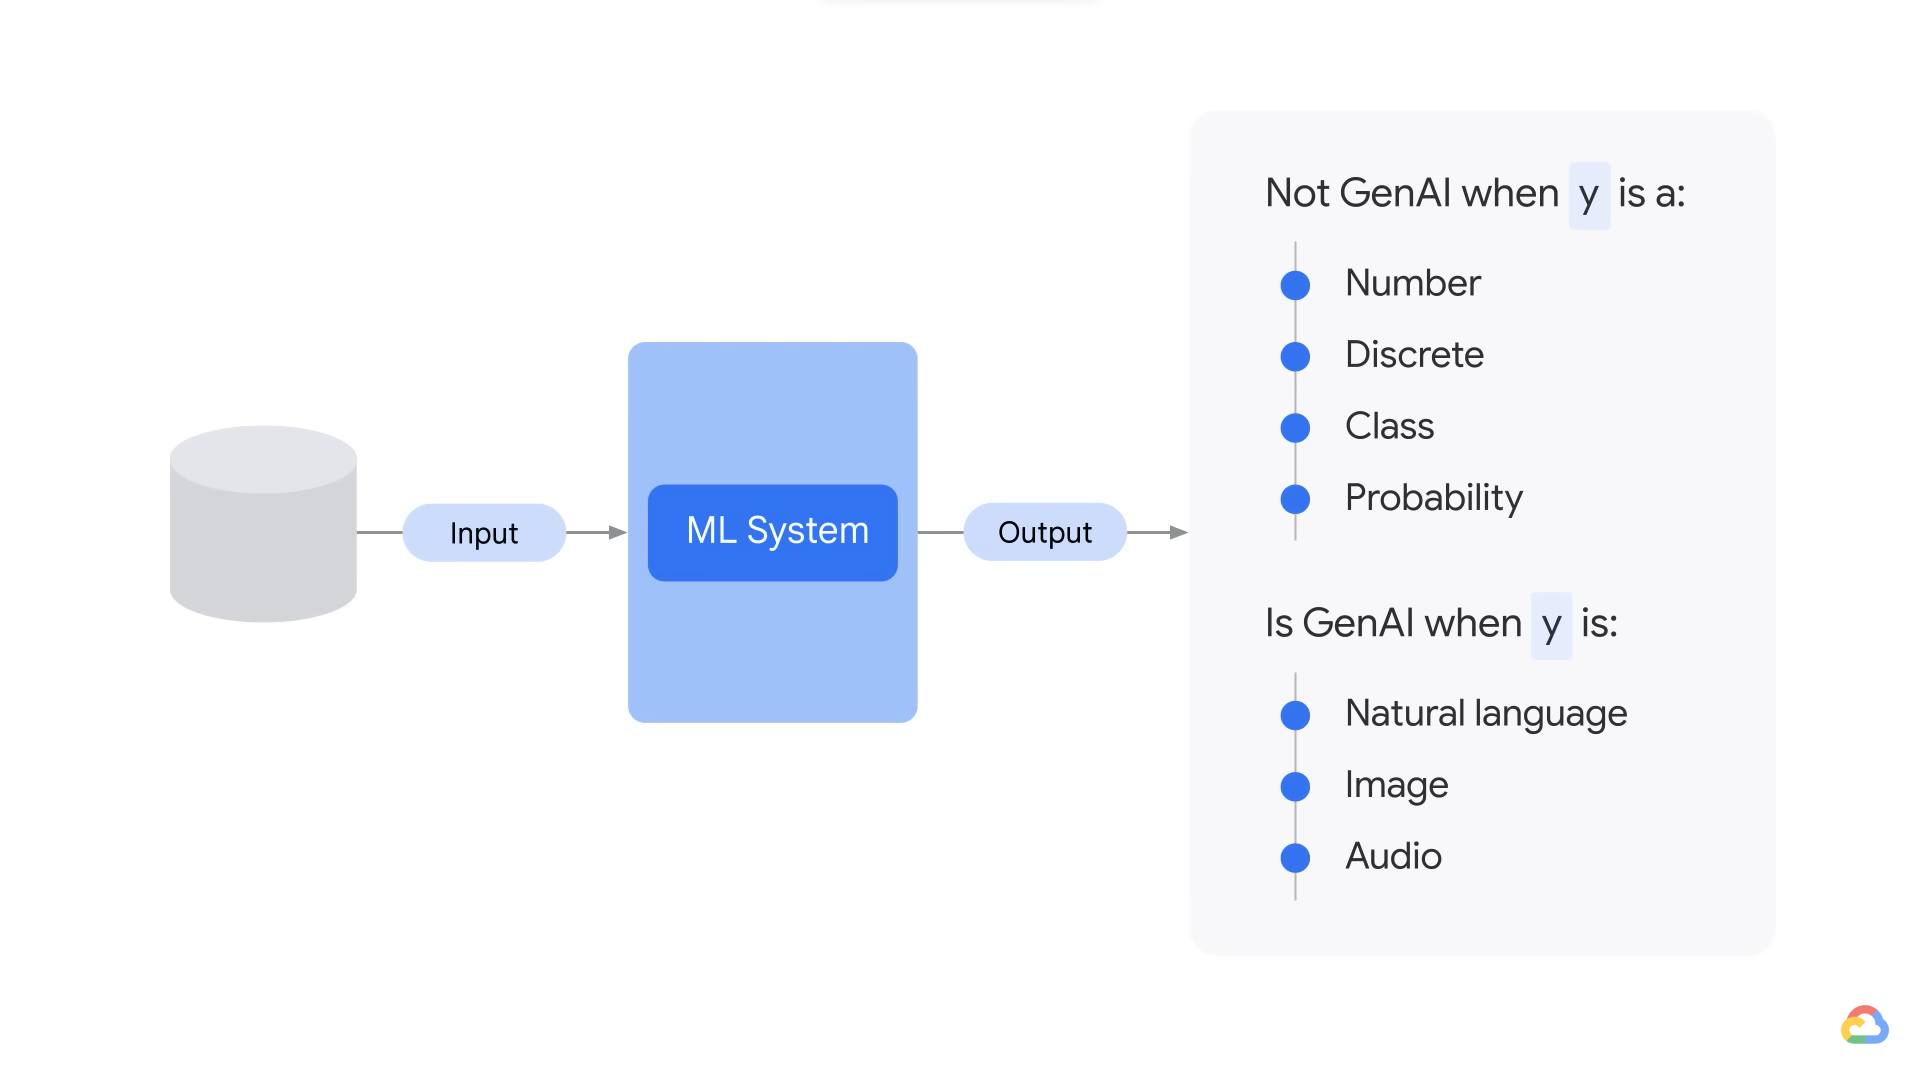 Input
ML System
Output
Not GenAI when y is a:
Number
Discrete
Class
Probability
Is GenAI when y is:
Natural language
Image
Audio